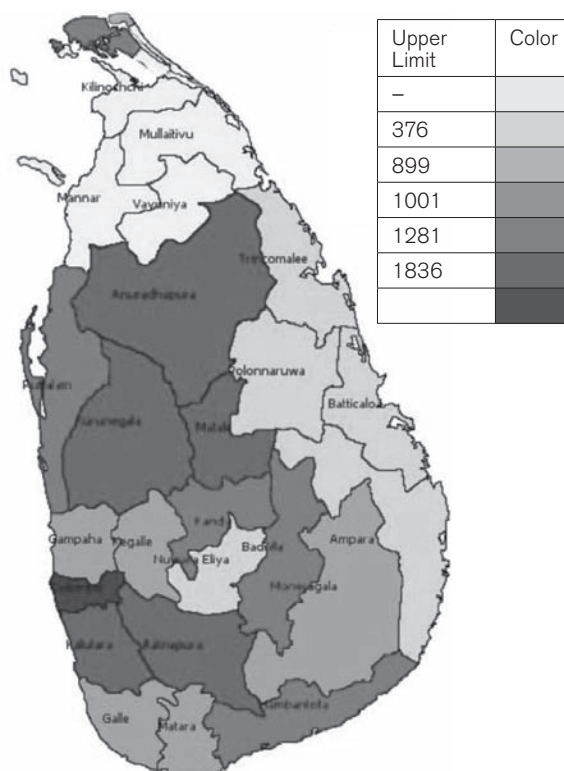 Upper Limit Color
–
376
899
1001
1281
1836
Kilinochchi
Mullaitivu
Mannar
Vavuniya
Trincomalee
Anuradhapura
Polonnaruwa
Puttalam
Batticaloa
Kurunegala
Matale
Gampaha
Kegalle
Kandy
Badulla
Ampara
Nuwara Eliya
Moneragala
Kalutara
Ratnapura
Hambantota
Galle
Matara